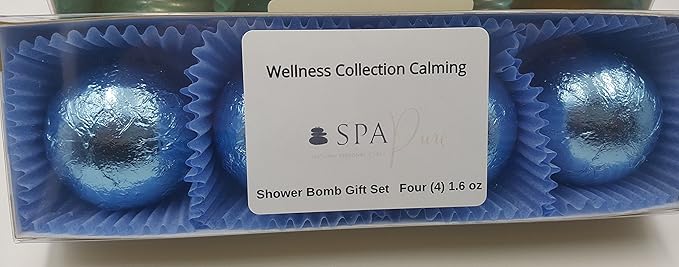 Wellness Collection Calming
SPA Pure
Shower Bomb Gift Set Four (4) 1.6 oz